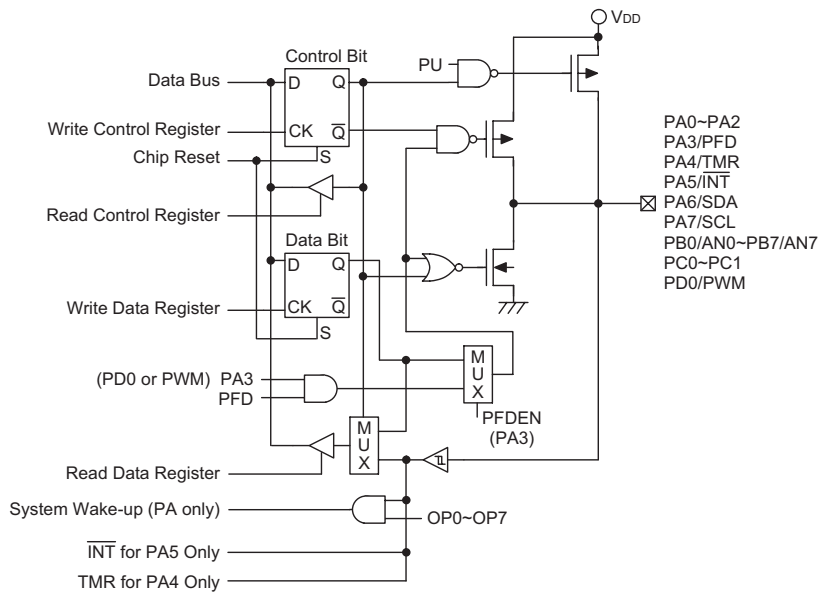 VDD
Control Bit
PU
Data Bus
D
Q
Write Control Register
CK
Q̅
Chip Reset
S
Read Control Register
Data Bit
D
Q
Write Data Register
CK
Q̅
S
PA0~PA2
PA3/PFD
PA4/TMR
PA5/I̅N̅T̅
PA6/SDA
PA7/SCL
PB0/AN0~PB7/AN7
PC0~PC1
PD0/PWM
(PD0 or PWM) PA3
PFD
M
U
X
PFDEN
(PA3)
M
U
X
Read Data Register
System Wake-up (PA only)
OP0~OP7
I̅N̅T̅ for PA5 Only
TMR for PA4 Only